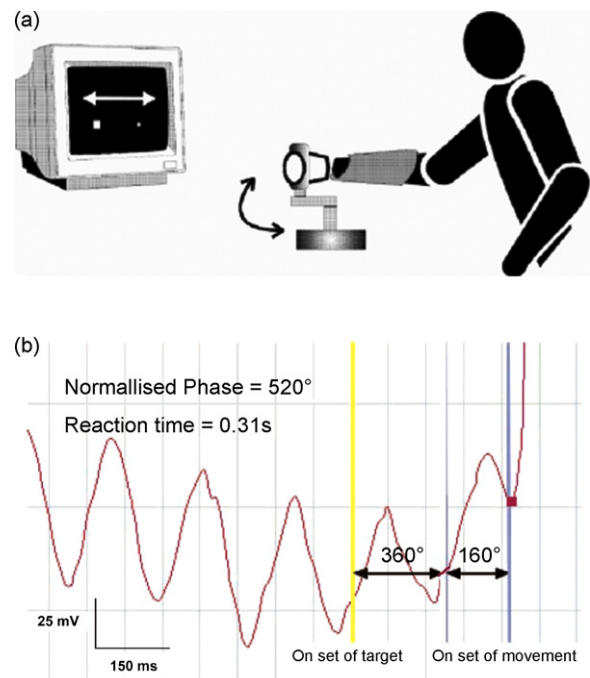 (a)
(b)
Normallised Phase = 520°
Reaction time = 0.31s
360° 160°
25 mV
150 ms
On set of target On set of movement